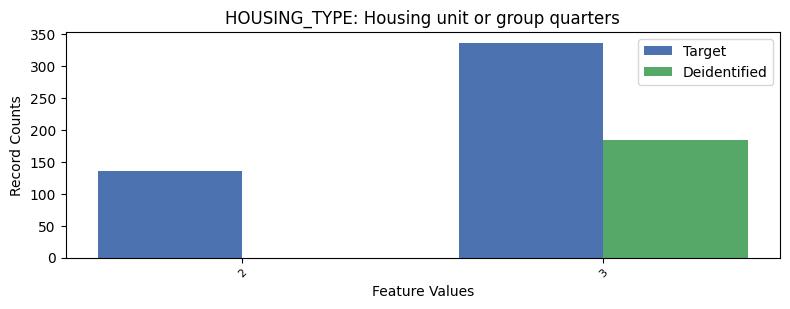 HOUSING_TYPE: Housing unit or group quarters
350
300
250
200
150
100
50
0
Record Counts
Target
Deidentified
2
3
Feature Values